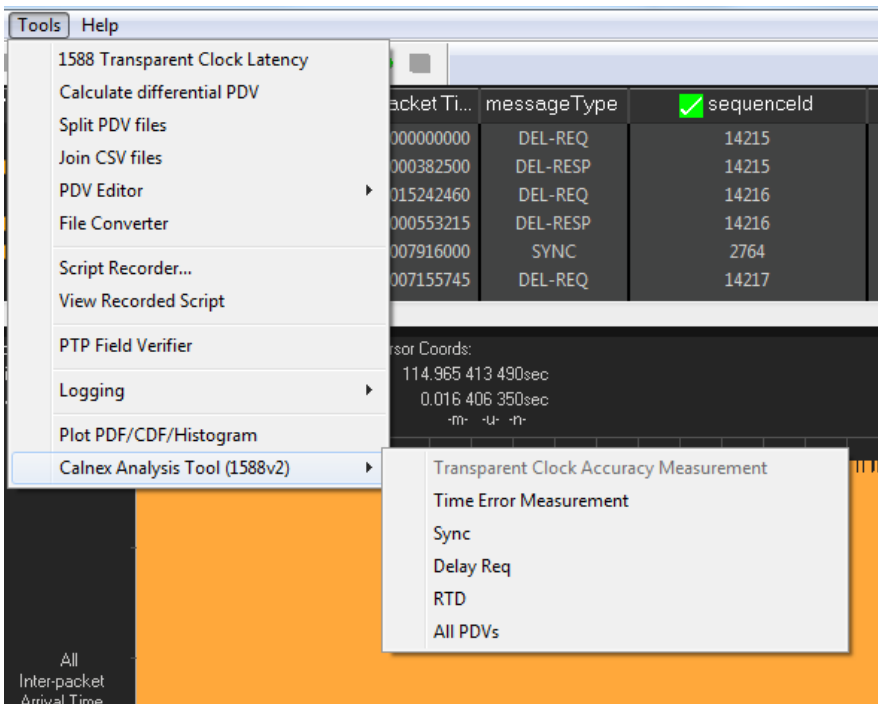 Tools Help
1588 Transparent Clock Latency
Calculate differential PDV
Split PDV files
Join CSV files
PDV Editor
File Converter
Script Recorder...
View Recorded Script
PTP Field Verifier
Logging
Plot PDF/CDF/Histogram
Calnex Analysis Tool (1588v2)
Transparent Clock Accuracy Measurement
Time Error Measurement
Sync
Delay Req
RTD
All PDVs
acket Ti... messageType sequenceId
000000000 DEL-REQ 14215
000382500 DEL-RESP 14215
015242460 DEL-REQ 14216
000553215 DEL-RESP 14216
007916000 SYNC 2764
007155745 DEL-REQ 14217
rsor Coords:
114.965 413 490sec
0.016 406 350sec
-m- -u- -n-
All
Inter-packet
Arrival Time